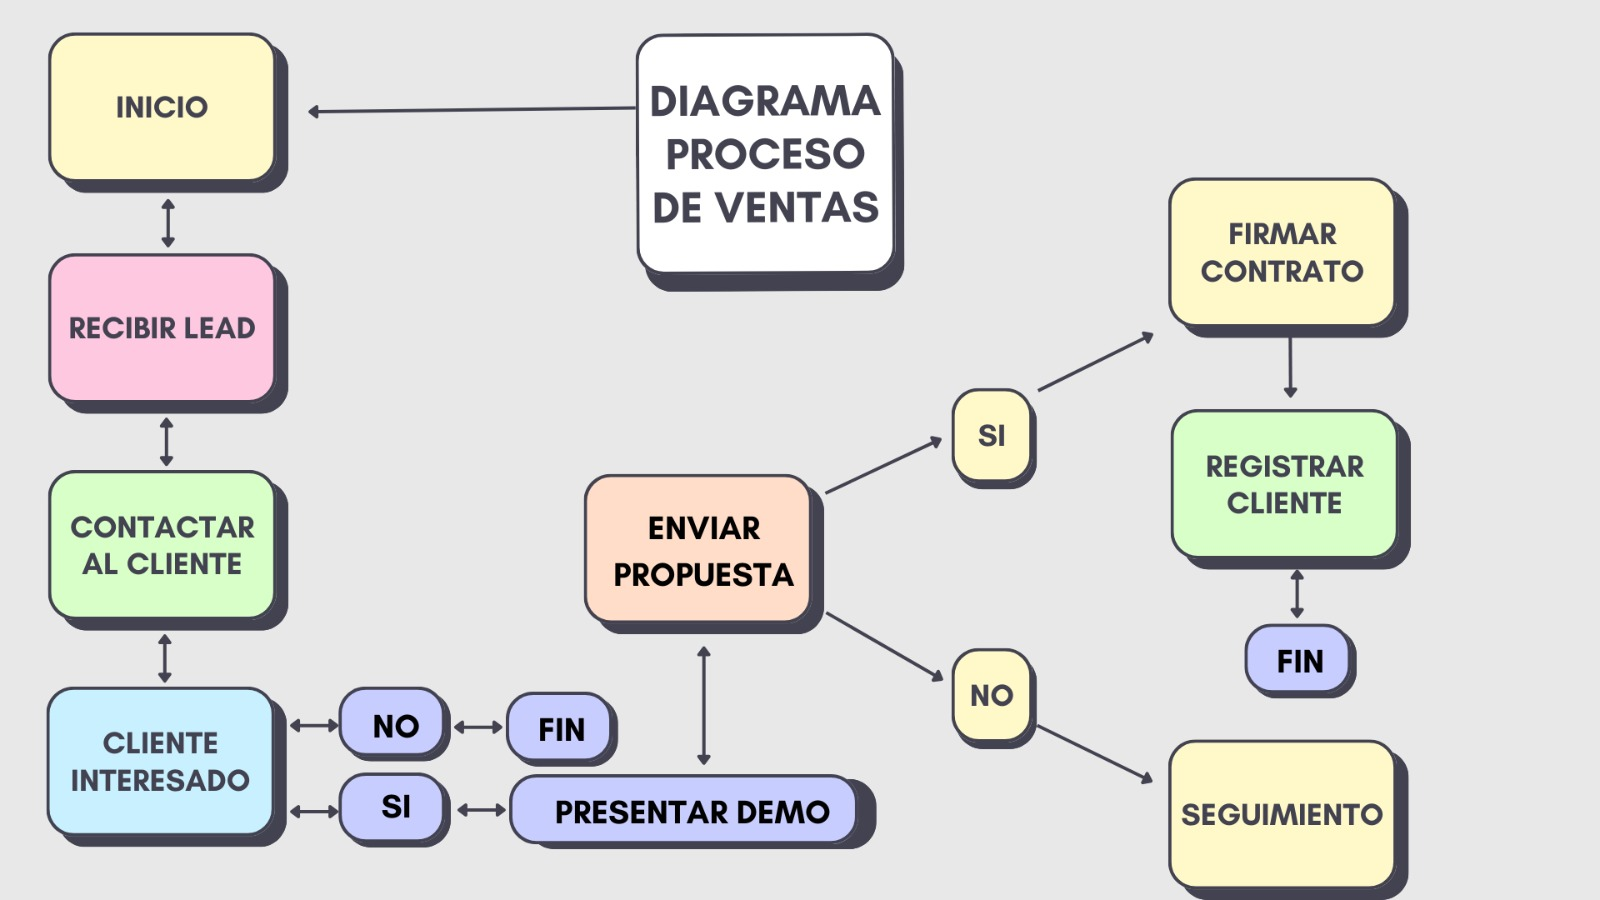 DIAGRAMA
PROCESO
DE VENTAS
INICIO
RECIBIR LEAD
CONTACTAR
AL CLIENTE
CLIENTE
INTERESADO
NO
FIN
SI
PRESENTAR DEMO
ENVIAR
PROPUESTA
SI
FIRMAR
CONTRATO
REGISTRAR
CLIENTE
FIN
NO
SEGUIMIENTO